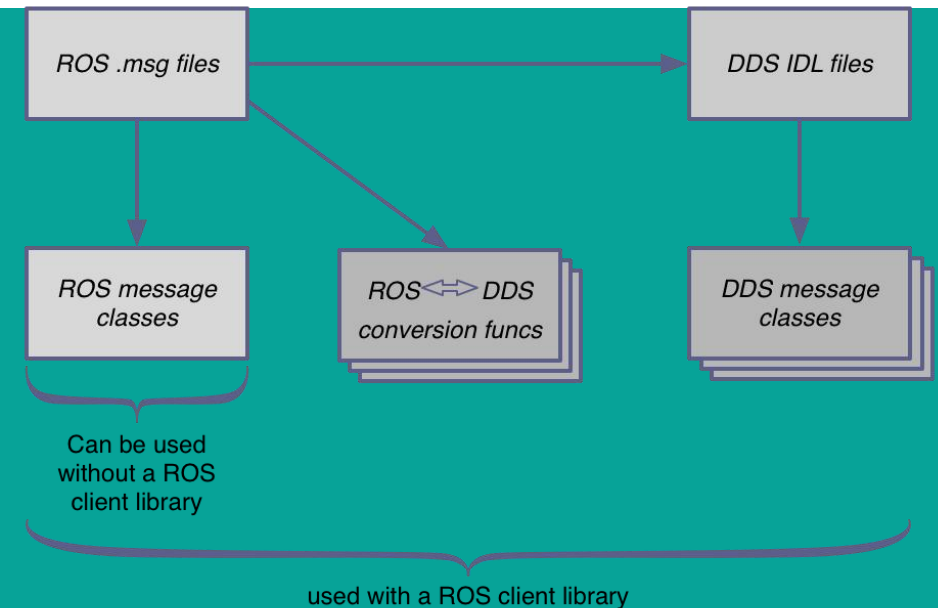 ROS .msg files
DDS IDL files
ROS message
classes
ROS DDS
conversion funcs
DDS message
classes
Can be used
without a ROS
client library
used with a ROS client library